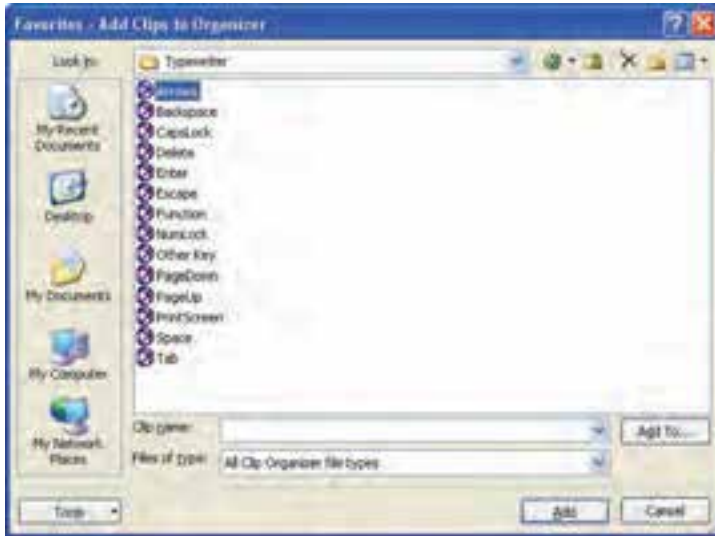 Favorites - Add Clips to Organizer
Look in:
Typewriter
My Recent
Documents
Desktop
My Documents
My Computer
My Network
Places
Arrows
Backspace
CapsLock
Delete
Enter
Escape
Function
NumLock
Other Key
PageDown
PageUp
PrintScreen
Space
Tab
Clip name:
Add To...
Files of type:
All Clip Organizer file types
Tools
Add
Cancel